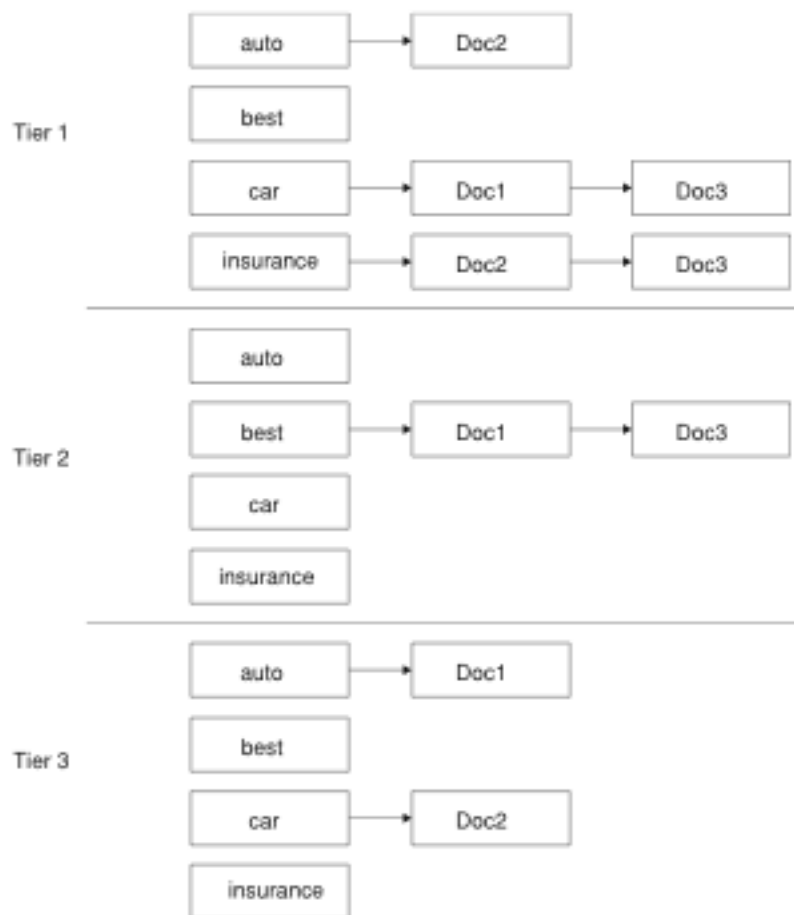 auto Doc2
Tier 1
best
car Doc1 Doc3
insurance Doc2 Doc3
auto
best Doc1 Doc3
Tier 2
car
insurance
auto Doc1
best
Tier 3
car Doc2
insurance